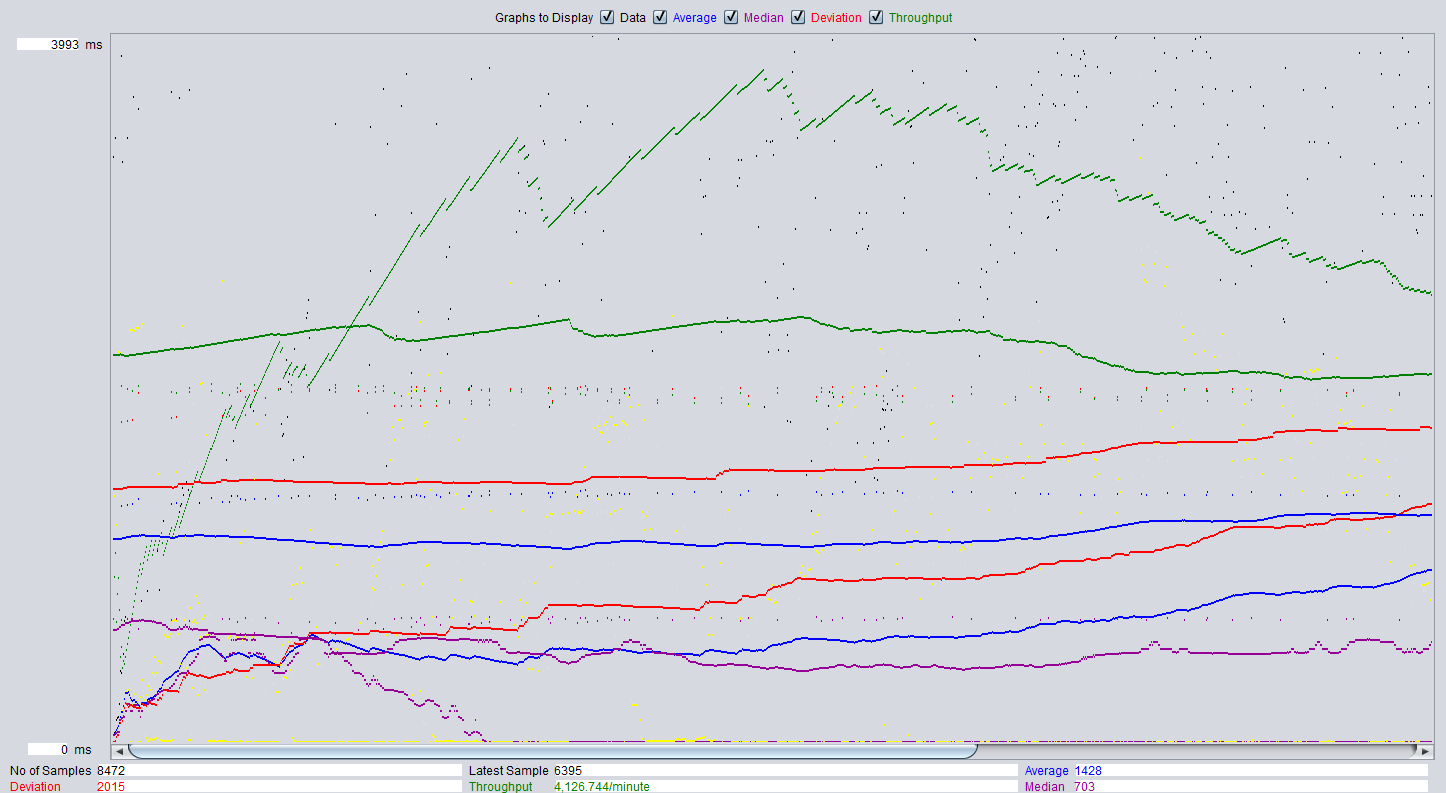 Graphs to Display Data Average Median Deviation Throughput
3993 ms
0 ms
No of Samples 8472 Latest Sample 6395 Average 1428
Deviation 2015 Throughput 4,126.744/minute Median 703